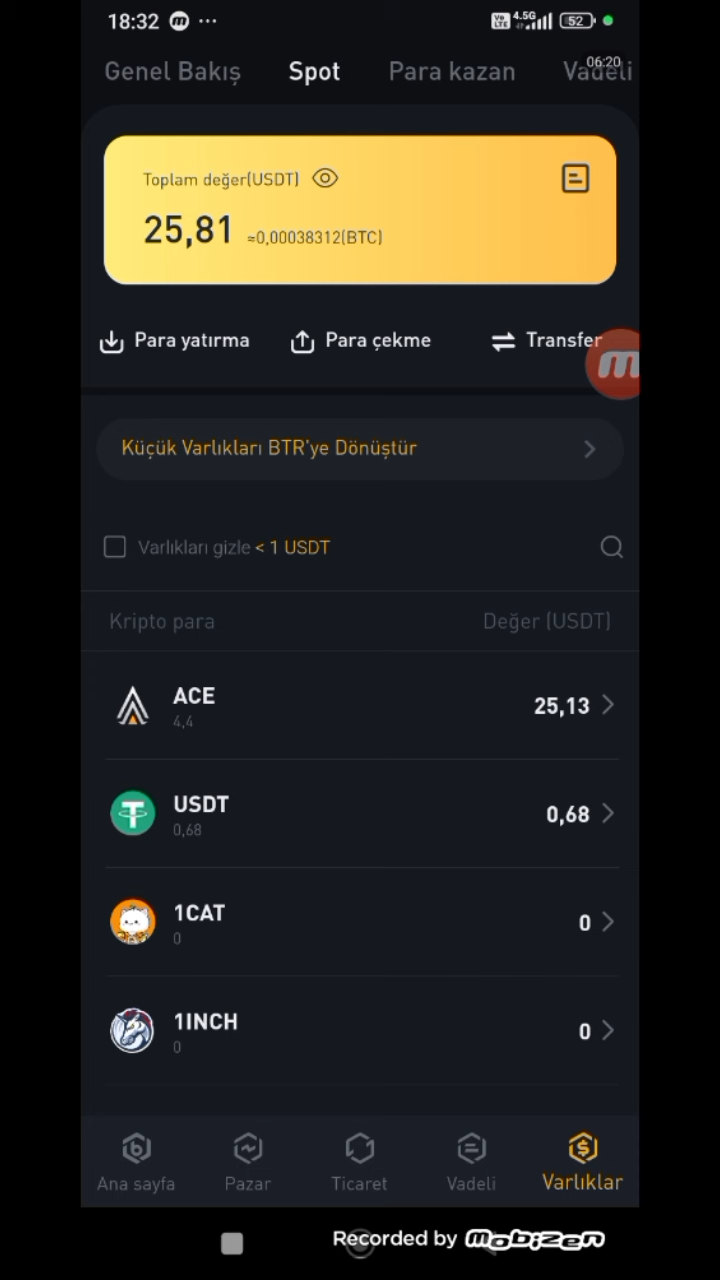 18:32 m ...
Vo LTE 4.5G 52
06:20
Genel Bakış Spot Para kazan Vadeli
Toplam değer(USDT)
25,81 ≈0,00038312(BTC)
Para yatırma Para çekme Transfer
m
Küçük Varlıkları BTR'ye Dönüştür
Varlıkları gizle < 1 USDT
Kripto para Değer (USDT)
ACE 25,13
4,4
USDT 0,68
0,68
1CAT 0
0
1INCH 0
0
Ana sayfa Pazar Ticaret Vadeli Varlıklar
Recorded by mobizen